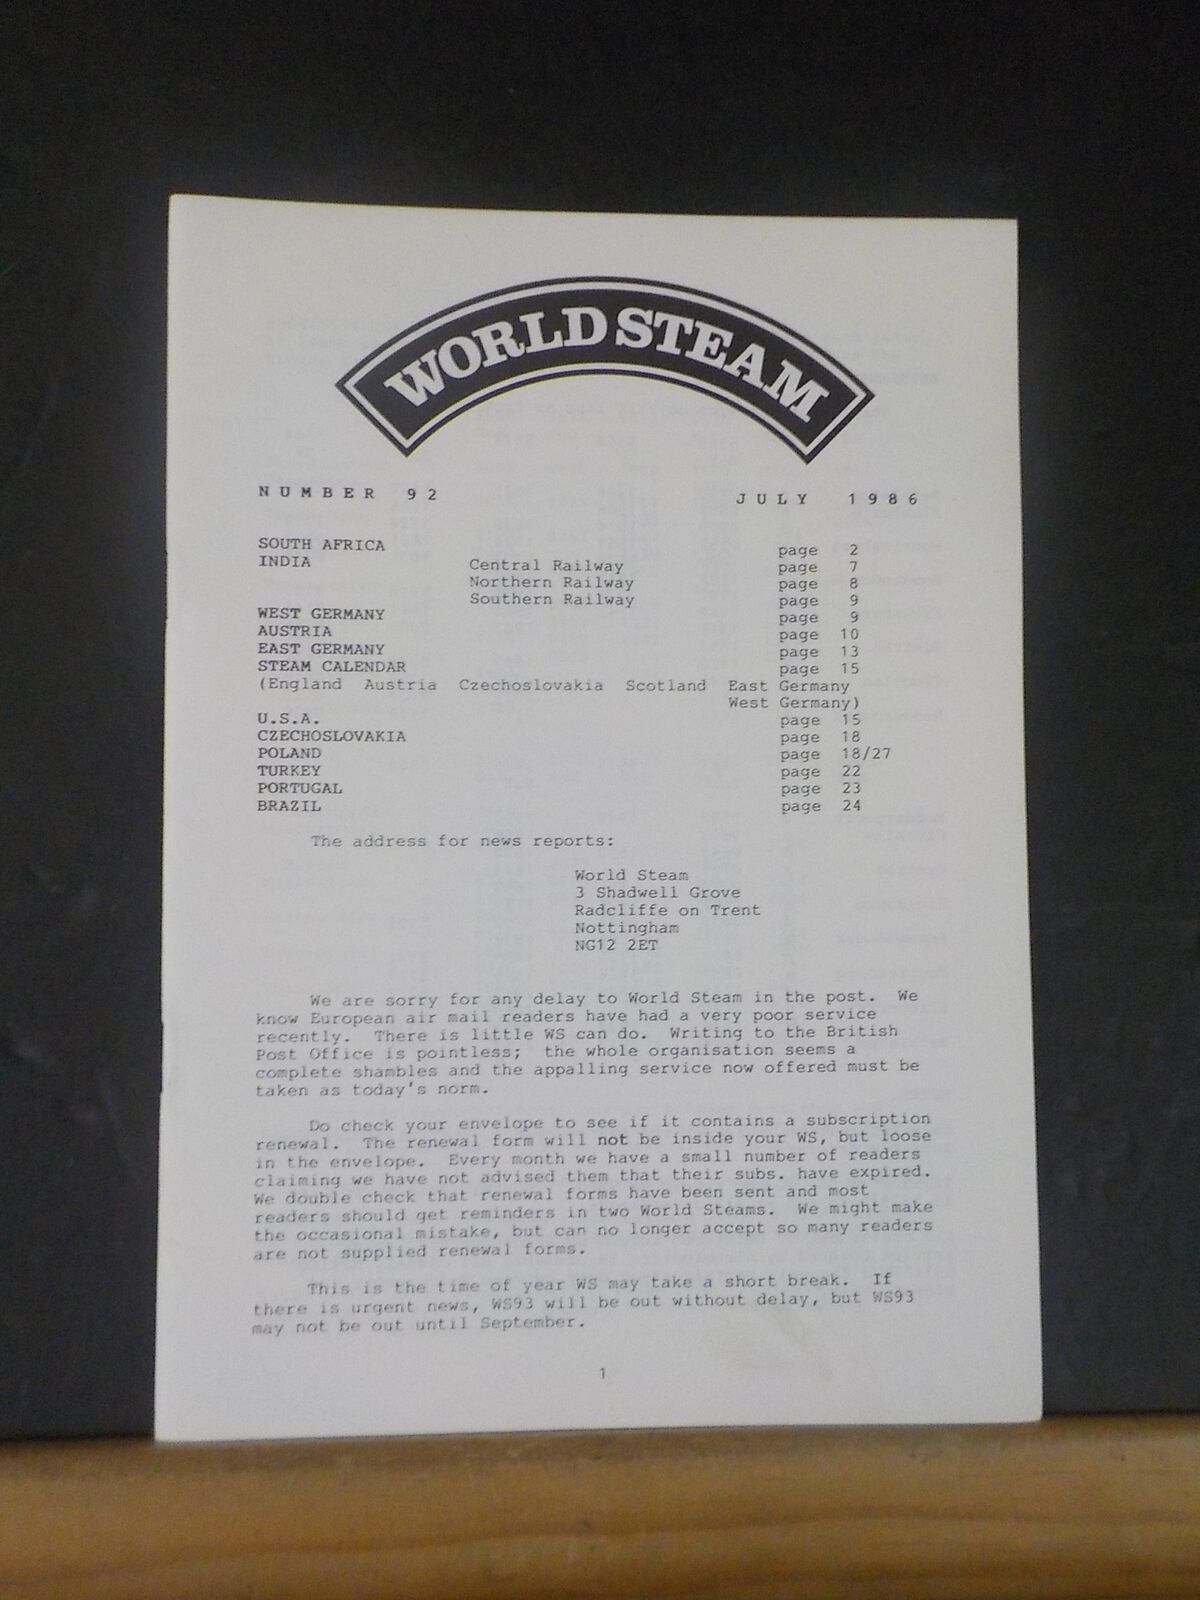 WORLD STEAM
NUMBER 92 JULY 1986
SOUTH AFRICA page 2
INDIA Central Railway page 7
Northern Railway page 8
Southern Railway page 9
WEST GERMANY page 9
AUSTRIA page 10
EAST GERMANY page 13
STEAM CALENDAR page 15
(England Austria Czechoslovakia Scotland East Germany
West Germany)
U.S.A. page 15
CZECHOSLOVAKIA page 18
POLAND page 18/27
TURKEY page 22
PORTUGAL page 23
BRAZIL page 24
The address for news reports:
World Steam
3 Shadwell Grove
Radcliffe on Trent
Nottingham
NG12 2ET
We are sorry for any delay to World Steam in the post. We
know European air mail readers have had a very poor service
recently. There is little WS can do. Writing to the British
Post Office is pointless; the whole organisation seems a
complete shambles and the appalling service now offered must be
taken as today's norm.
Do check your envelope to see if it contains a subscription
renewal. The renewal form will not be inside your WS, but loose
in the envelope. Every month we have a small number of readers
claiming we have not advised them that their subs. have expired.
We double check that renewal forms have been sent and most
readers should get reminders in two World Steams. We might make
the occasional mistake, but can no longer accept so many readers
are not supplied renewal forms.
This is the time of year WS may take a short break. If
there is urgent news, WS93 will be out without delay, but WS93
may not be out until September.
1